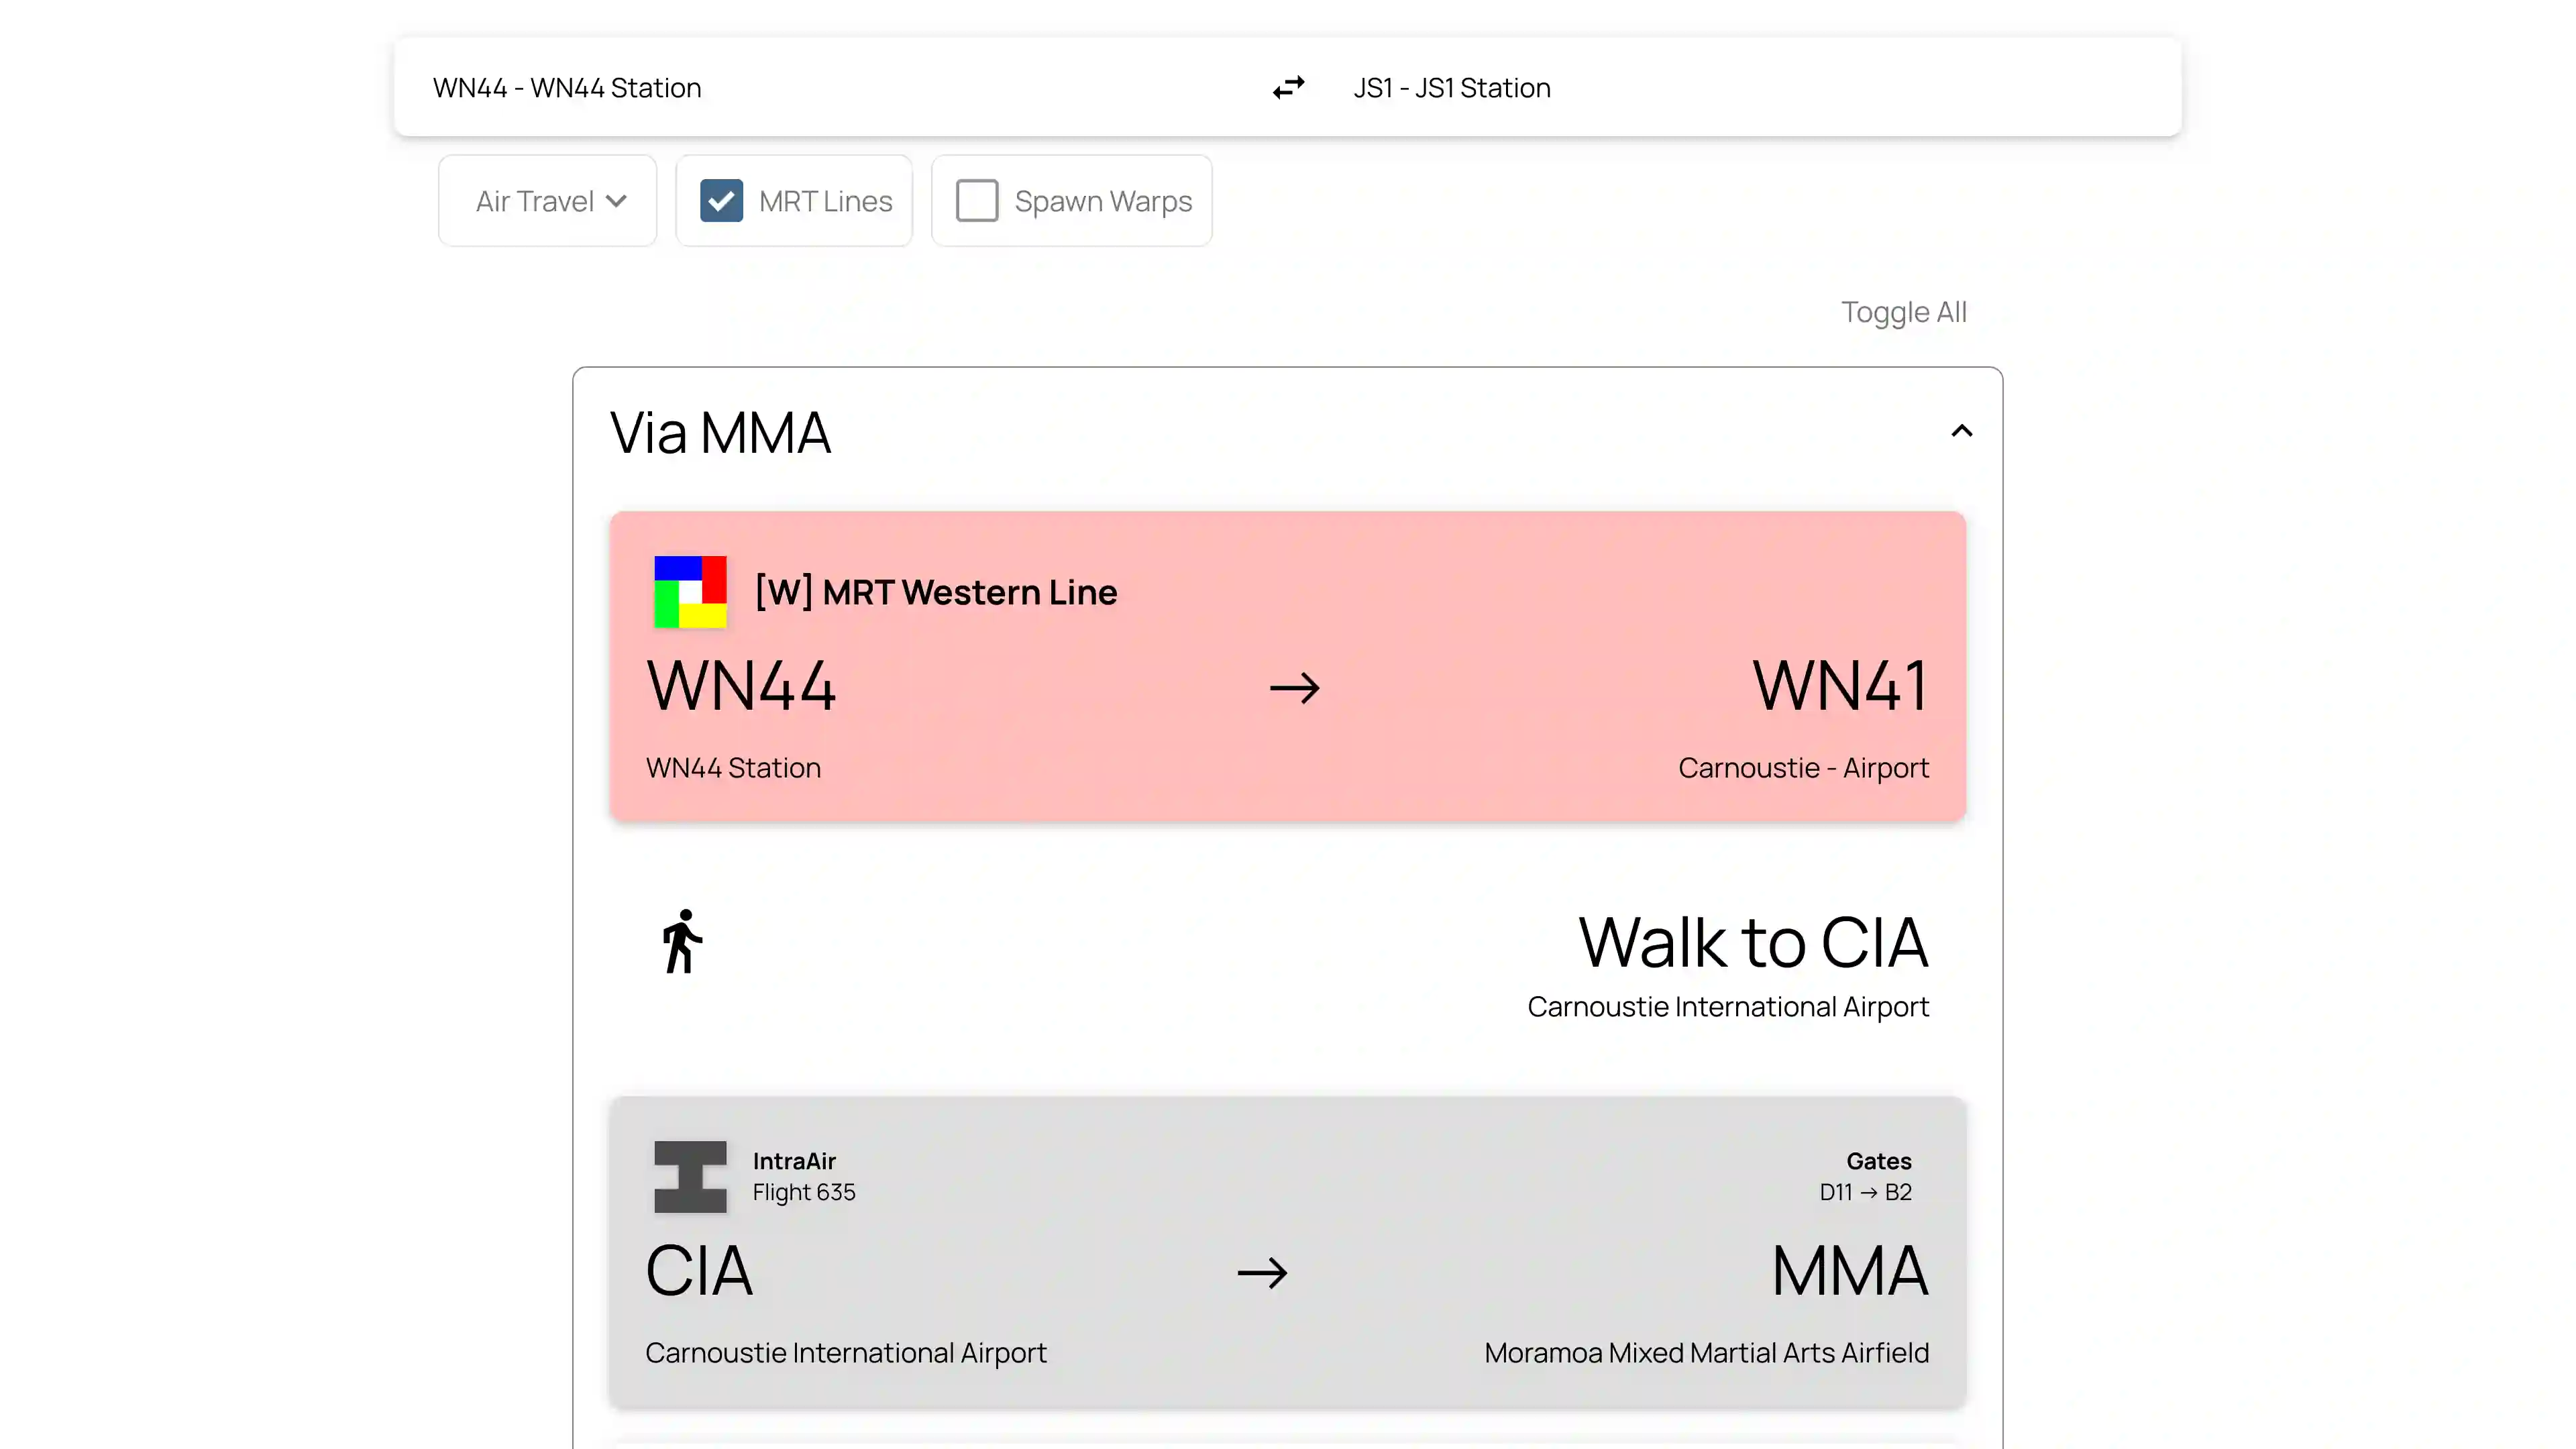 WN44 - WN44 Station
JS1 - JS1 Station
Air Travel
MRT Lines
Spawn Warps
Toggle All
Via MMA
[W] MRT Western Line
WN44 → WN41
WN44 Station
Carnoustie - Airport
Walk to CIA
Carnoustie International Airport
IntraAir
Flight 635
Gates
D11 → B2
CIA → MMA
Carnoustie International Airport
Moramoa Mixed Martial Arts Airfield